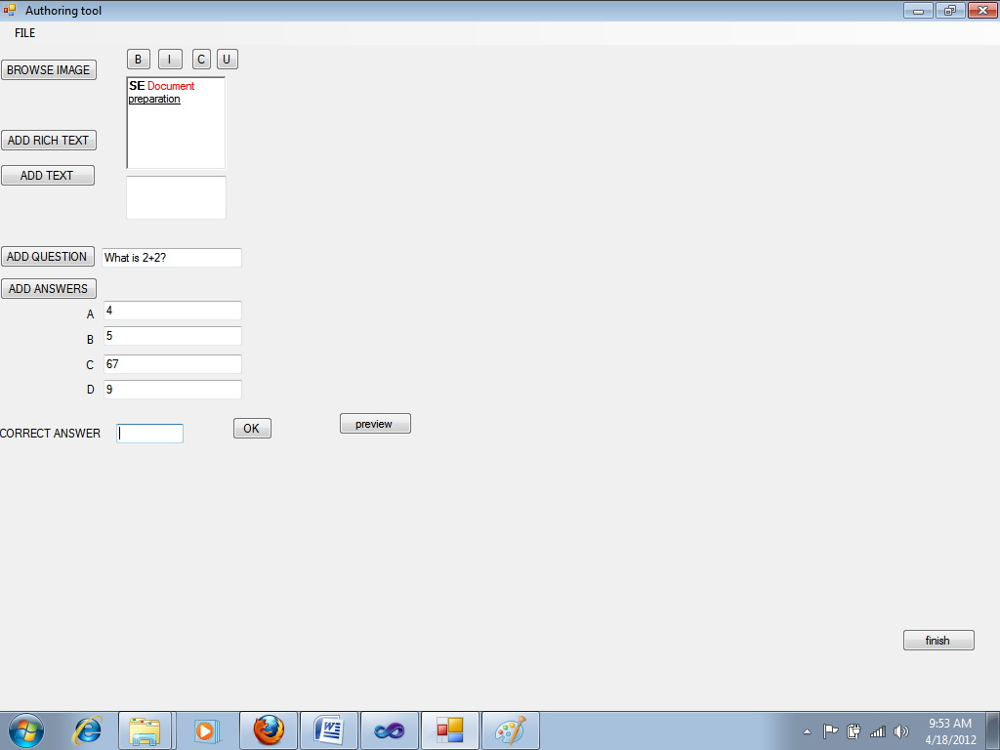 Authoring tool
FILE
B I C U
BROWSE IMAGE
SE Document
preparation
ADD RICH TEXT
ADD TEXT
ADD QUESTION What is 2+2?
ADD ANSWERS
A 4
B 5
C 67
D 9
CORRECT ANSWER OK preview
finish
9:53 AM
4/18/2012